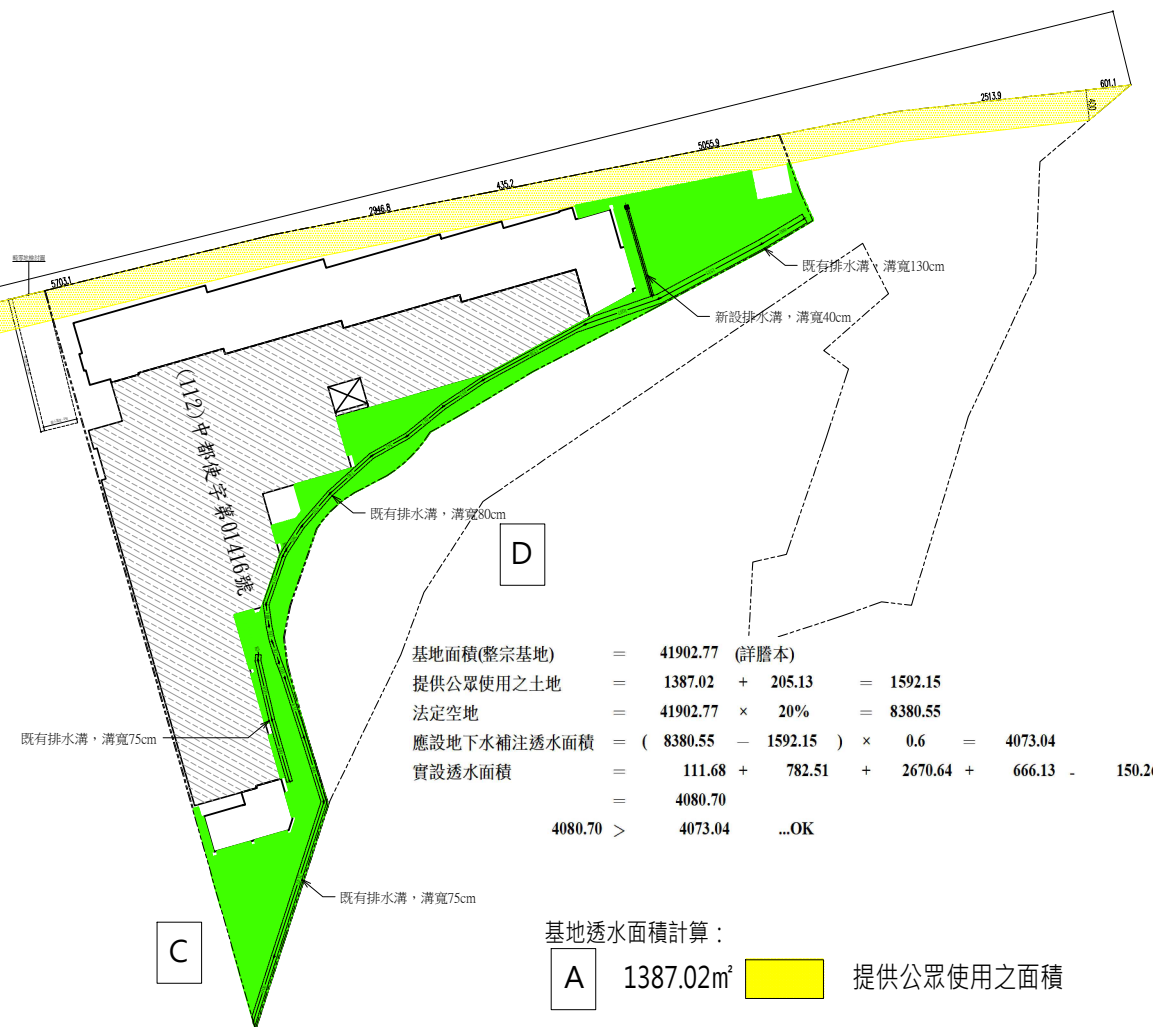 601.1
2513.9
400
5055.9
435.2
2946.8
5703.1
既有排水溝，溝寬130cm
新設排水溝，溝寬40cm
(112)中都使字第01416號
既有排水溝，溝寬80cm
D
基地面積(整宗基地) = 41902.77 (詳謄本)
提供公眾使用之土地 = 1387.02 + 205.13 = 1592.15
法定空地 = 41902.77 × 20% = 8380.55
應設地下水補注透水面積 = ( 8380.55 － 1592.15 ) × 0.6 = 4073.04
既有排水溝，溝寬75cm
實設透水面積 = 111.68 + 782.51 + 2670.64 + 666.13 - 150.26
= 4080.70
4080.70 > 4073.04 ...OK
既有排水溝，溝寬75cm
C
基地透水面積計算：
A 1387.02㎡ 提供公眾使用之面積